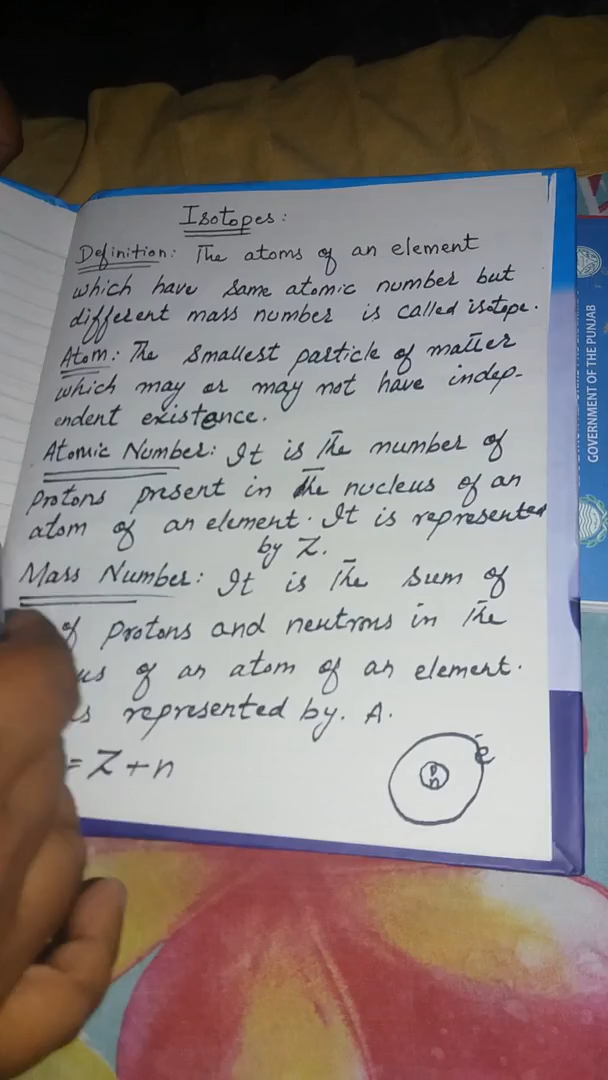 Isotopes:
Definition: The atoms of an element
which have same atomic number but
different mass number is called isotope.
Atom: The smallest particle of matter
which may or may not have indep-
endent existance.
Atomic Number: It is the number of
protons present in the nucleus of an
atom of an element. It is represented
by Z.
Mass Number: It is the sum of
of protons and neutrons in the
us of an atom of an element.
s represented by. A.
= Z + n
e
p
n
GOVERNMENT OF THE PUNJAB